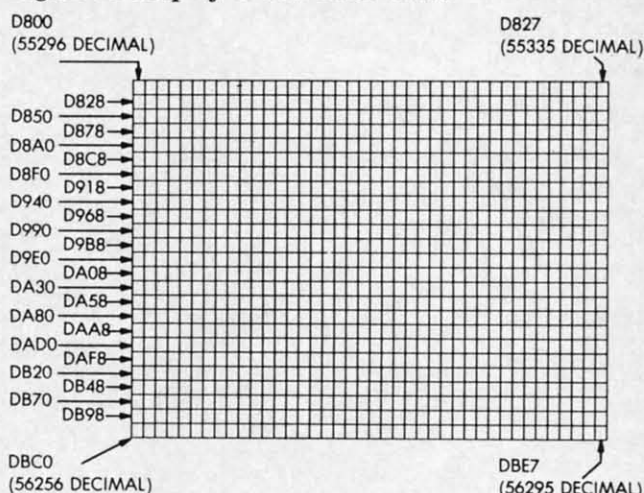 D800
(55296 DECIMAL)
D827
(55335 DECIMAL)
D828
D850
D878
D8A0
D8C8
D8F0
D918
D940
D968
D990
D9B8
D9E0
DA08
DA30
DA58
DA80
DAA8
DAD0
DAF8
DB20
DB48
DB70
DB98
DBC0
(56256 DECIMAL)
DBE7
(56295 DECIMAL)